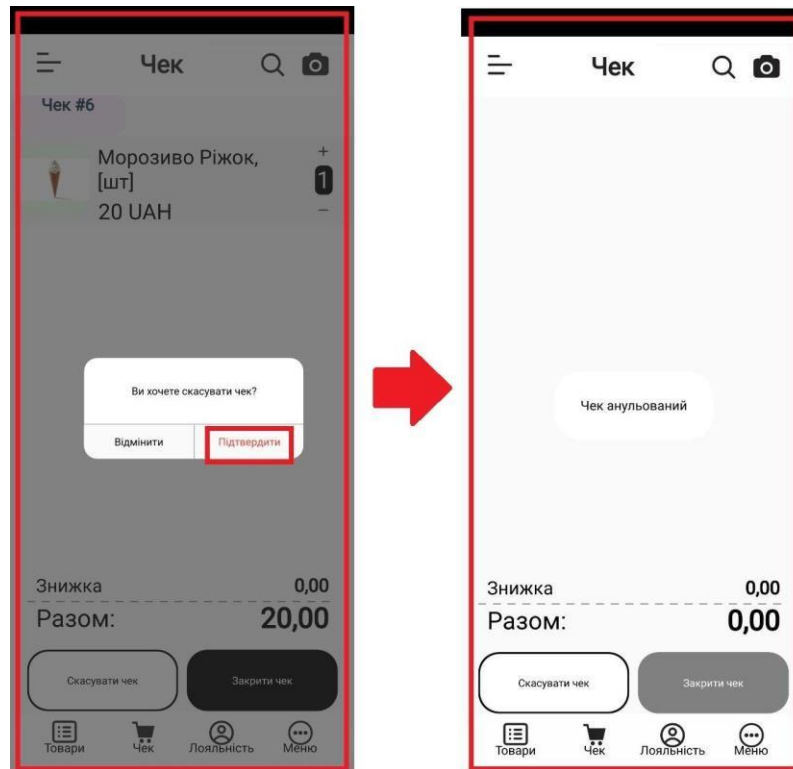 Чек
Чек #6
Морозиво Ріжок,
[шт]
20 UAH
+
1
−
Ви хочете скасувати чек?
Відмінити
Підтвердити
Знижка 0,00
Разом: 20,00
Скасувати чек
Закрити чек
Товари
Чек
Лояльність
Меню
Чек
Чек анульований
Знижка 0,00
Разом: 0,00
Скасувати чек
Закрити чек
Товари
Чек
Лояльність
Меню